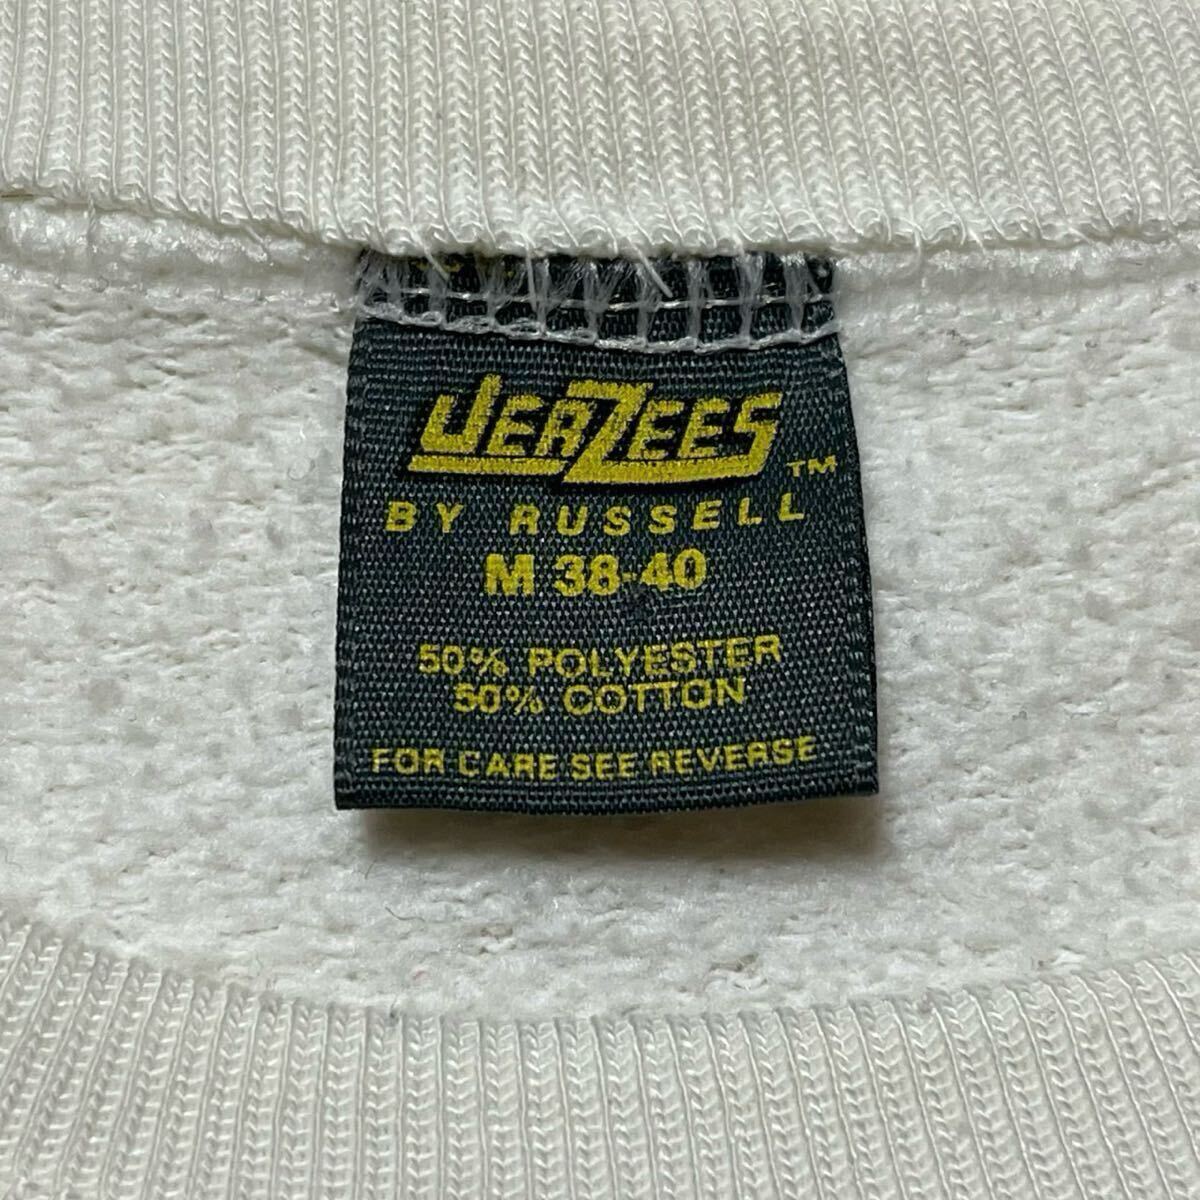 JERZEES TM
BY RUSSELL
M 38-40
50% POLYESTER
50% COTTON
FOR CARE SEE REVERSE